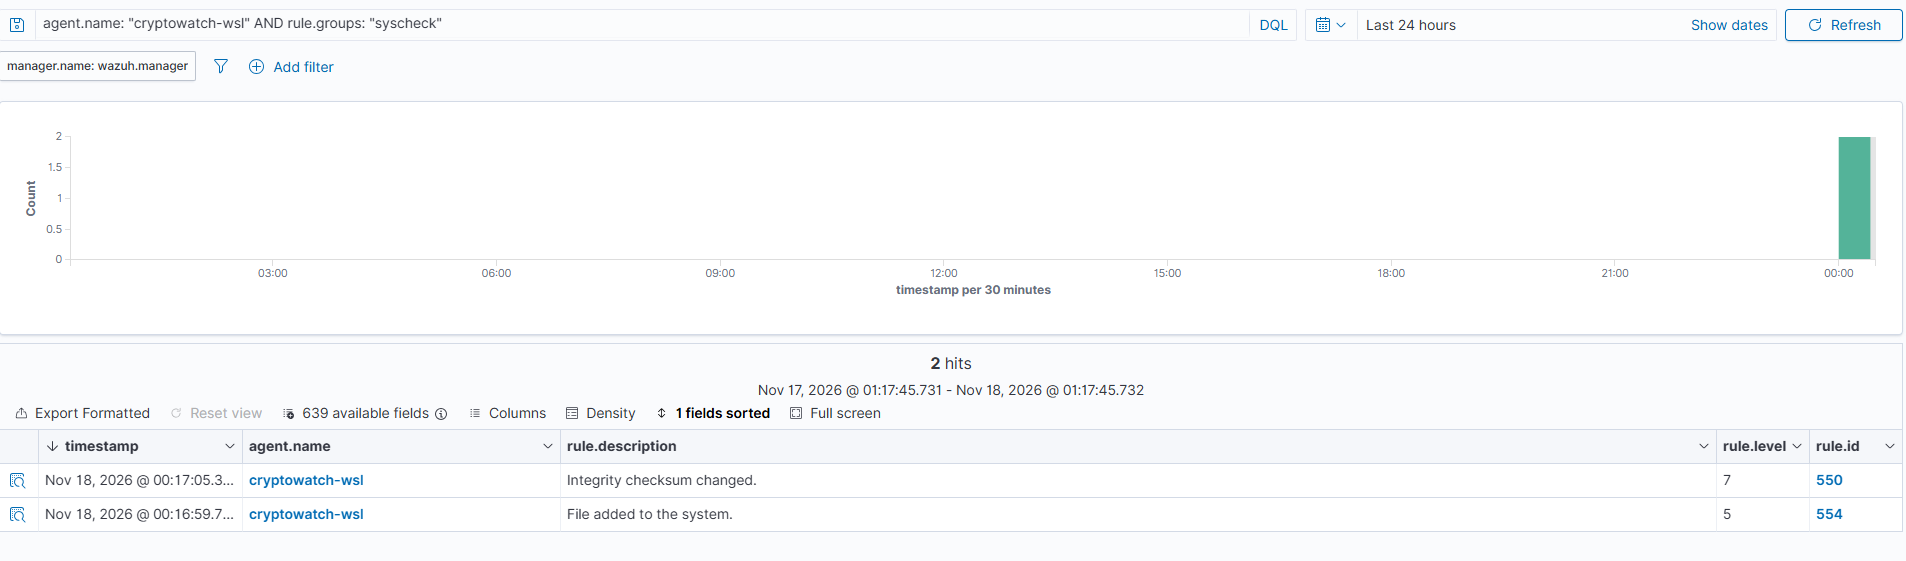 agent.name: "cryptowatch-wsl" AND rule.groups: "syscheck" DQL Last 24 hours Show dates Refresh
manager.name: wazuh.manager Add filter
2
1.5
1
0.5
0
Count
03:00 06:00 09:00 12:00 15:00 18:00 21:00 00:00
timestamp per 30 minutes
2 hits
Nov 17, 2026 @ 01:17:45.731 - Nov 18, 2026 @ 01:17:45.732
Export Formatted Reset view 639 available fields Columns Density 1 fields sorted Full screen
timestamp agent.name rule.description rule.level rule.id
Nov 18, 2026 @ 00:17:05.3... cryptowatch-wsl Integrity checksum changed. 7 550
Nov 18, 2026 @ 00:16:59.7... cryptowatch-wsl File added to the system. 5 554